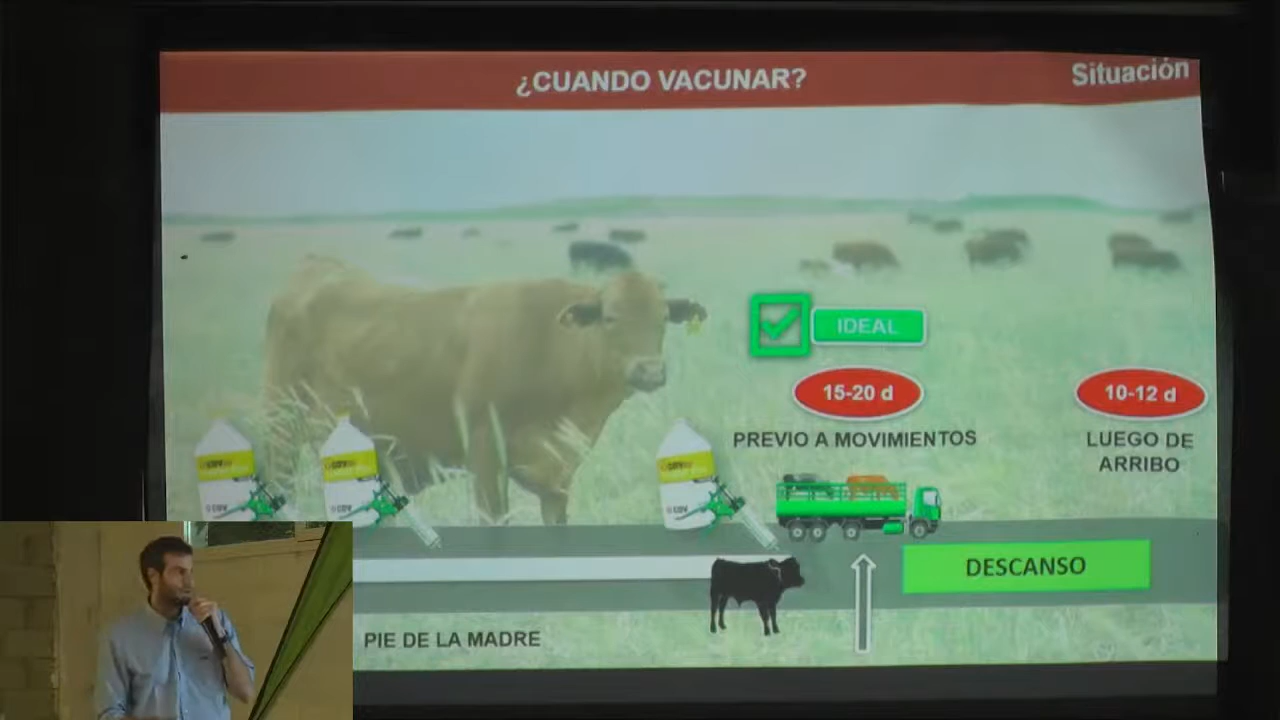 ¿CUANDO VACUNAR?
Situación
IDEAL
15-20 d
10-12 d
PREVIO A MOVIMIENTOS
LUEGO DE
ARRIBO
DESCANSO
PIE DE LA MADRE